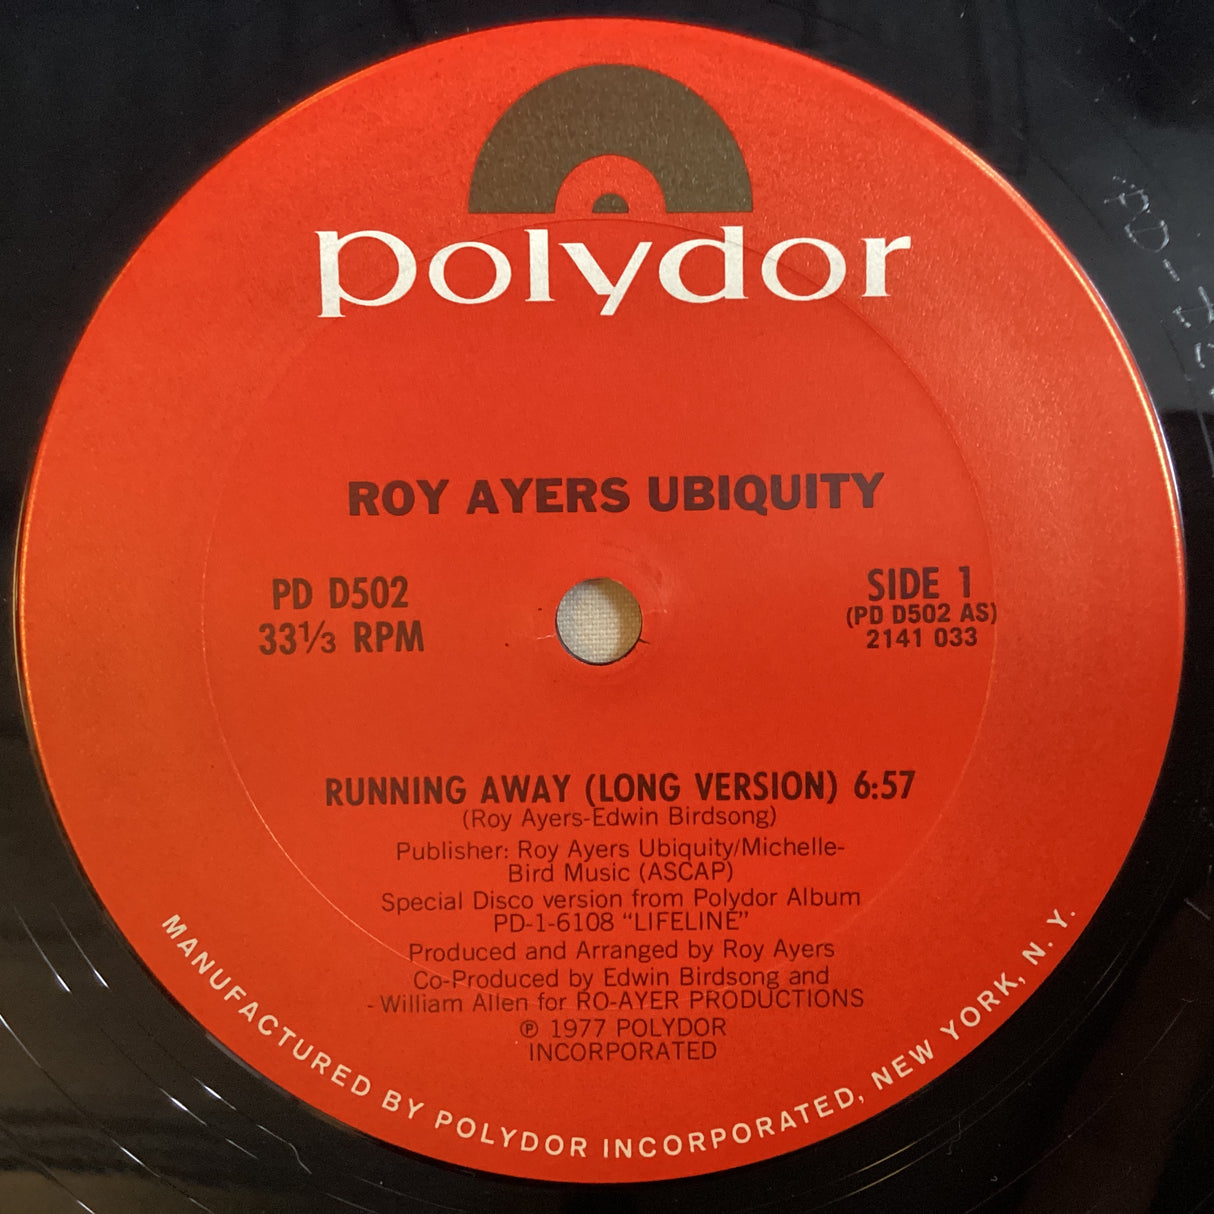 polydor
ROY AYERS UBIQUITY
PD D502
33⅓ RPM
SIDE 1
(PD D502 AS)
2141 033
RUNNING AWAY (LONG VERSION) 6:57
(Roy Ayers-Edwin Birdsong)
Publisher: Roy Ayers Ubiquity/Michelle-
Bird Music (ASCAP)
Special Disco version from Polydor Album
PD-1-6108 “LIFELINE”
Produced and Arranged by Roy Ayers
Co-Produced by Edwin Birdsong and
- William Allen for RO-AYER PRODUCTIONS
℗ 1977 POLYDOR
INCORPORATED
MANUFACTURED BY POLYDOR INCORPORATED, NEW YORK, N. Y.
PD-